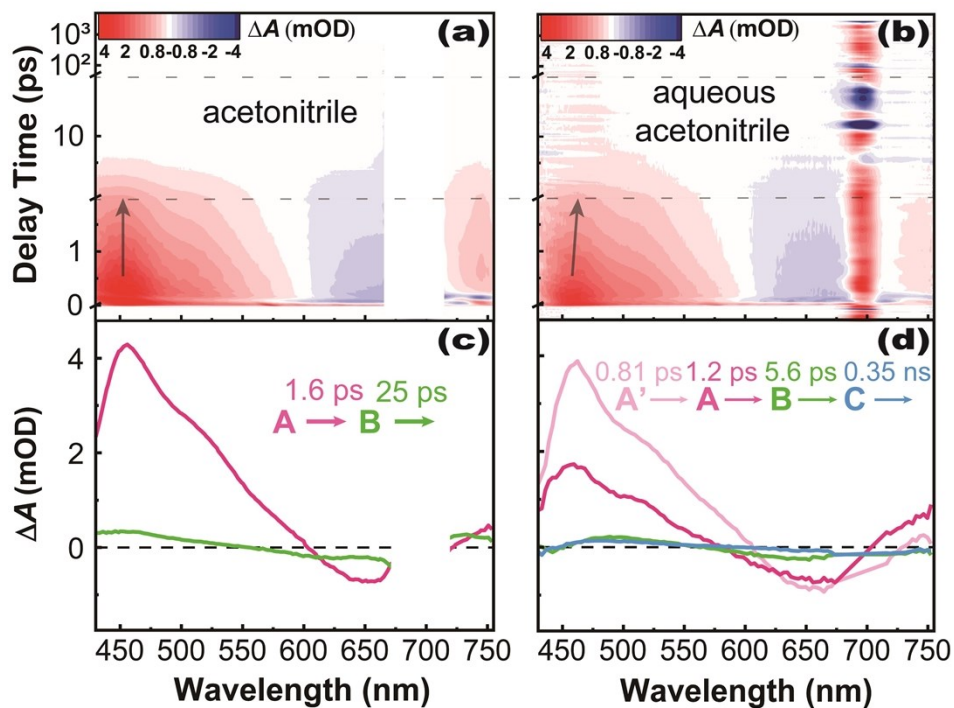 ΔA (mOD)
4 2 0.8 -0.8 -2 -4
(a)
acetonitrile
ΔA (mOD)
4 2 0.8 -0.8 -2 -4
(b)
aqueous
acetonitrile
Delay Time (ps)
10³
10²
10
1
0
(c)
1.6 ps 25 ps
A B
(d)
0.81 ps 1.2 ps 5.6 ps 0.35 ns
A' A B C
ΔA (mOD)
4
2
0
450 500 550 600 650 700 750
450 500 550 600 650 700 750
Wavelength (nm)
Wavelength (nm)